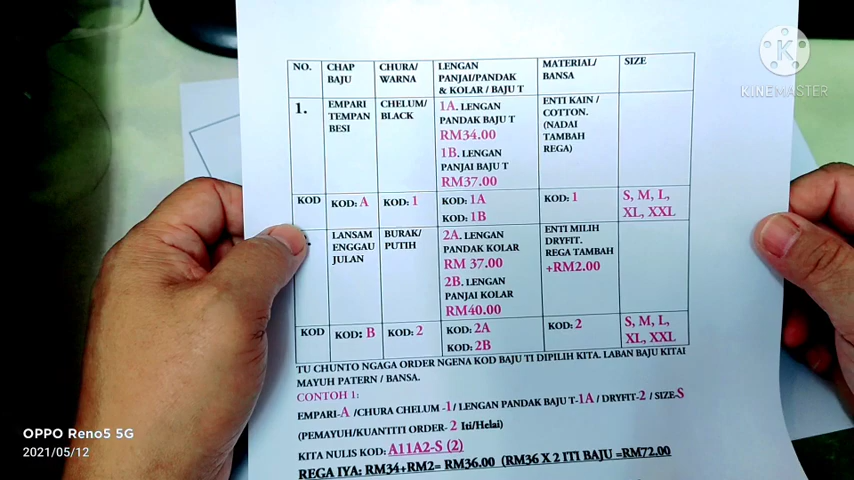 NO.
CHAP BAJU
CHURA/ WARNA
LENGAN PANJAI/PANDAK & KOLAR / BAJU T
MATERIAL/ BANSA
SIZE
1.
EMPARI TEMPAN BESI
CHELUM/ BLACK
1A. LENGAN PANDAK BAJU T RM34.00
1B. LENGAN PANJAI BAJU T RM37.00
ENTI KAIN / COTTON. (NADAI TAMBAH REGA)
KOD
KOD: A
KOD: 1
KOD: 1A
KOD: 1B
KOD: 1
S, M, L, XL, XXL
LANSAM ENGGAU JULAN
BURAK/ PUTIH
2A. LENGAN PANDAK KOLAR RM 37.00
2B. LENGAN PANJAI KOLAR RM40.00
ENTI MILIH DRYFIT. REGA TAMBAH +RM2.00
KOD
KOD: B
KOD: 2
KOD: 2A
KOD: 2B
KOD: 2
S, M, L, XL, XXL
TU CHUNTO NGAGA ORDER NGENA KOD BAJU TI DIPILIH KITA. LABAN BAJU KITAI
MAYUH PATERN / BANSA.
CONTOH 1:
EMPARI-A /CHURA CHELUM -1/ LENGAN PANDAK BAJU T-1A / DRYFIT-2 / SIZE-S
(PEMAYUH/KUANTITI ORDER- 2 Iti/Helai)
KITA NULIS KOD: A11A2-S (2)
REGA IYA: RM34+RM2= RM36.00 (RM36 X 2 ITI BAJU =RM72.00
KINEMASTER
OPPO Reno5 5G
2021/05/12